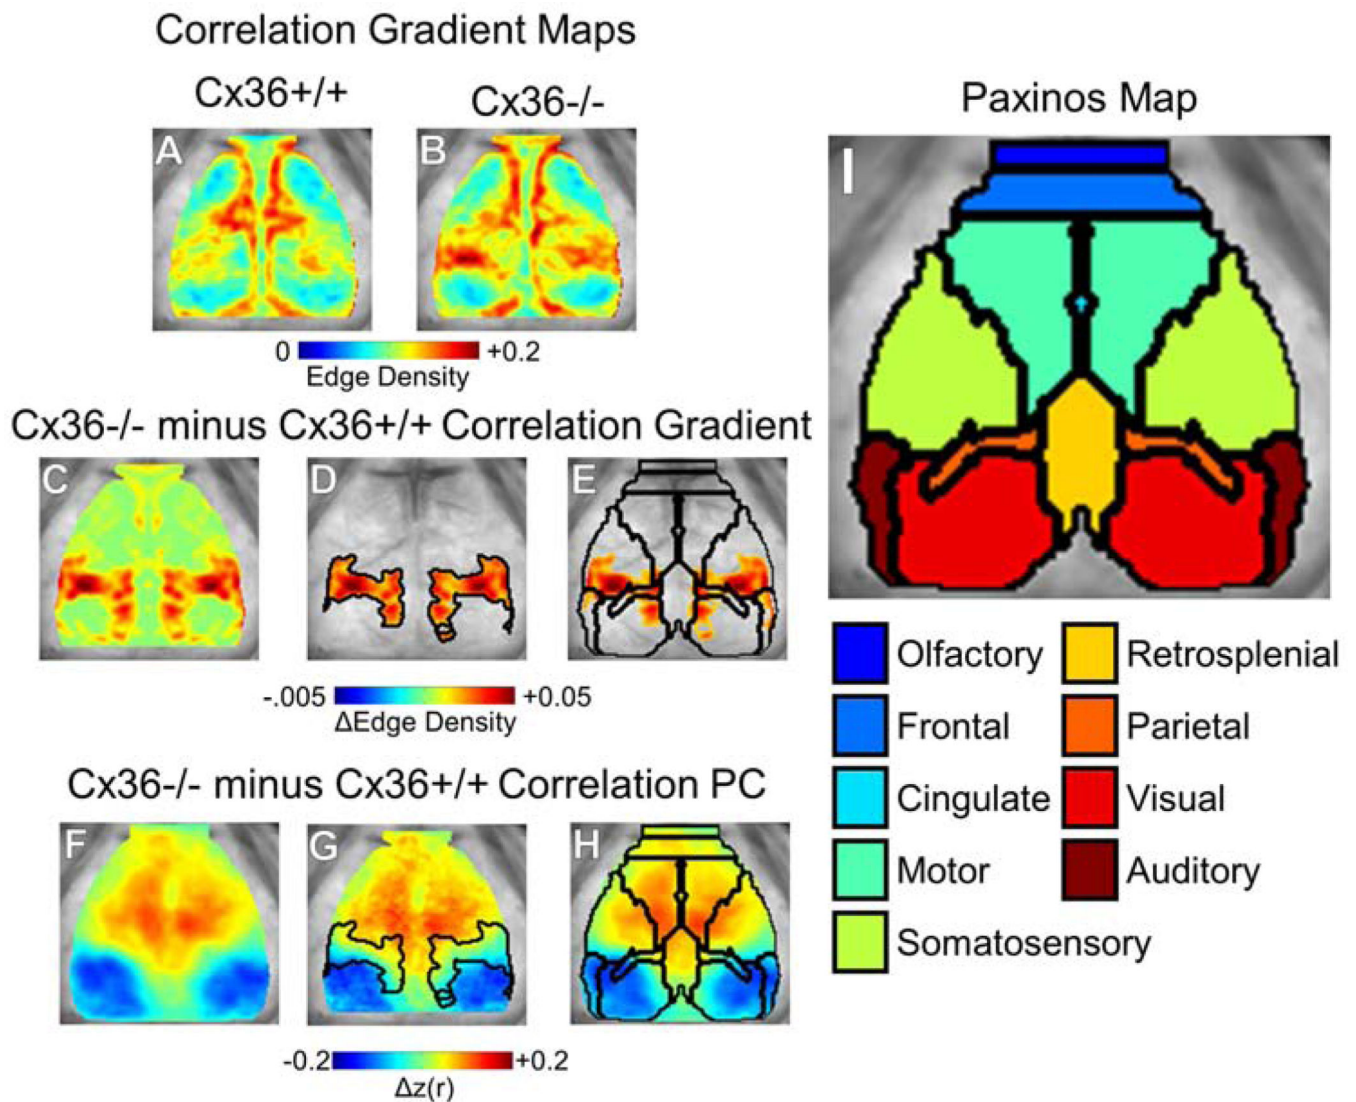 Correlation Gradient Maps
Cx36+/+
Cx36-/-
A
B
0
+0.2
Edge Density
Cx36-/- minus Cx36+/+ Correlation Gradient
C
D
E
-.005
+0.05
ΔEdge Density
Cx36-/- minus Cx36+/+ Correlation PC
F
G
H
-0.2
+0.2
Δz(r)
Paxinos Map
I
Olfactory
Retrosplenial
Frontal
Parietal
Cingulate
Visual
Motor
Auditory
Somatosensory